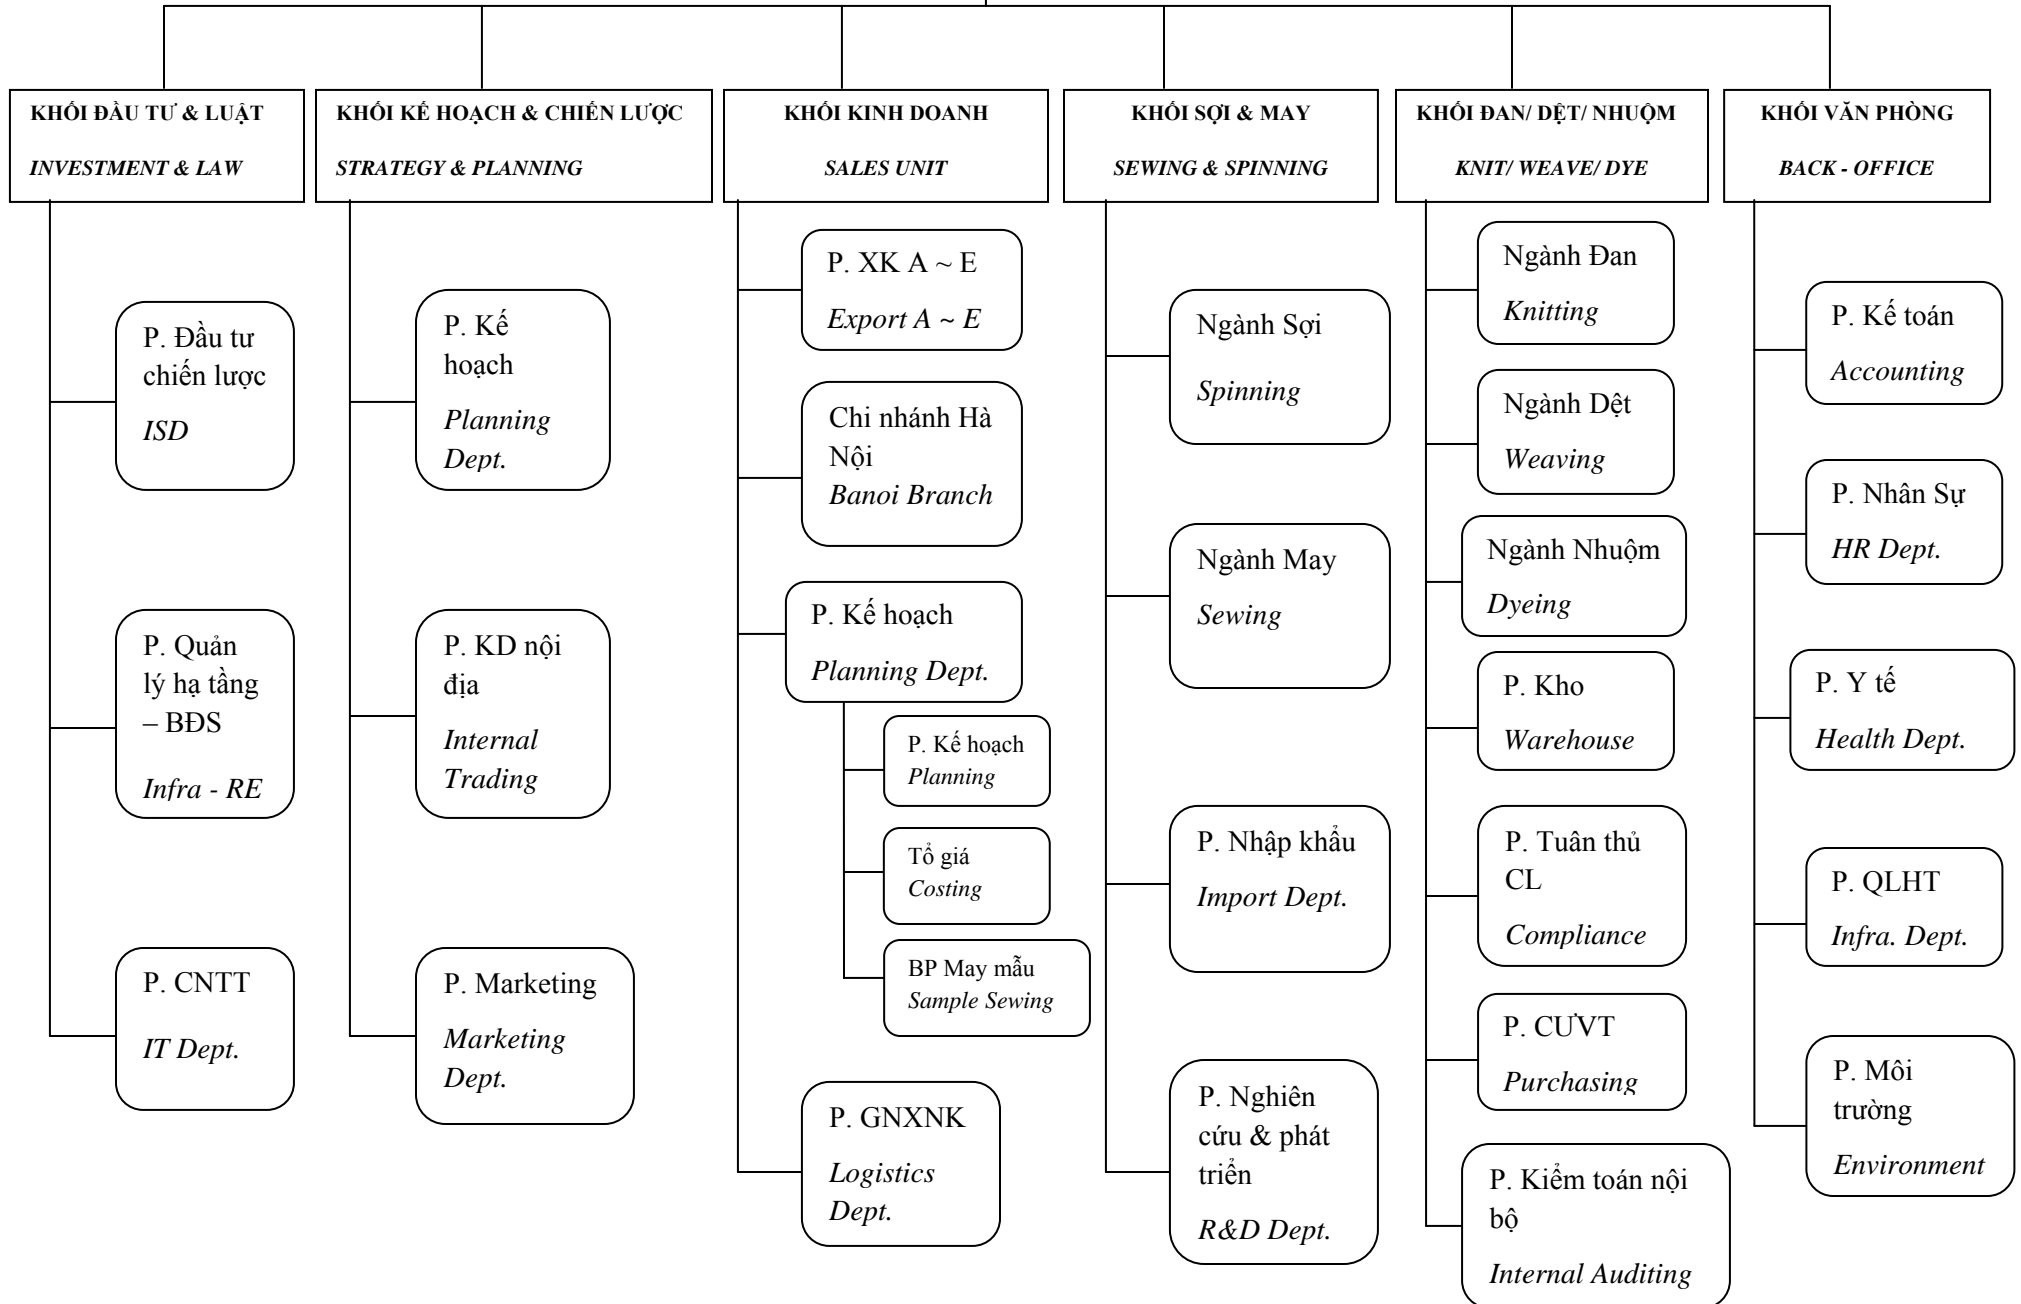 KHỐI ĐẦU TƯ & LUẬT
INVESTMENT & LAW
P. Đầu tư
chiến lược
ISD
P. Quản
lý hạ tầng
– BĐS
Infra - RE
P. CNTT
IT Dept.
KHỐI KẾ HOẠCH & CHIẾN LƯỢC
STRATEGY & PLANNING
P. Kế
hoạch
Planning
Dept.
P. KD nội
địa
Internal
Trading
P. Marketing
Marketing
Dept.
KHỐI KINH DOANH
SALES UNIT
P. XK A ~ E
Export A ~ E
Chi nhánh Hà
Nội
Banoi Branch
P. Kế hoạch
Planning Dept.
P. Kế hoạch
Planning
Tổ giá
Costing
BP May mẫu
Sample Sewing
P. GNXNK
Logistics
Dept.
KHỐI SỢI & MAY
SEWING & SPINNING
Ngành Sợi
Spinning
Ngành May
Sewing
P. Nhập khẩu
Import Dept.
P. Nghiên
cứu & phát
triển
R&D Dept.
KHỐI ĐAN/ DỆT/ NHUỘM
KNIT/ WEAVE/ DYE
Ngành Đan
Knitting
Ngành Dệt
Weaving
Ngành Nhuộm
Dyeing
P. Kho
Warehouse
P. Tuân thủ
CL
Compliance
P. CƯVT
Purchasing
P. Kiểm toán nội
bộ
Internal Auditing
KHỐI VĂN PHÒNG
BACK - OFFICE
P. Kế toán
Accounting
P. Nhân Sự
HR Dept.
P. Y tế
Health Dept.
P. QLHT
Infra. Dept.
P. Môi
trường
Environment